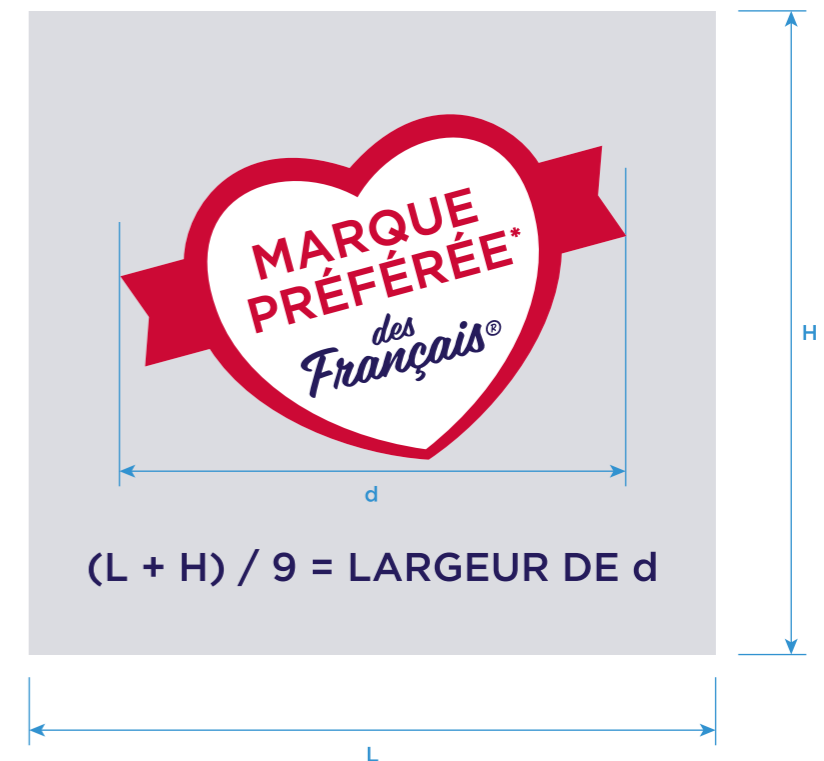 MARQUE
PRÉFÉRÉE*
des
Français®
H
d
(L + H) / 9 = LARGEUR DE d
L